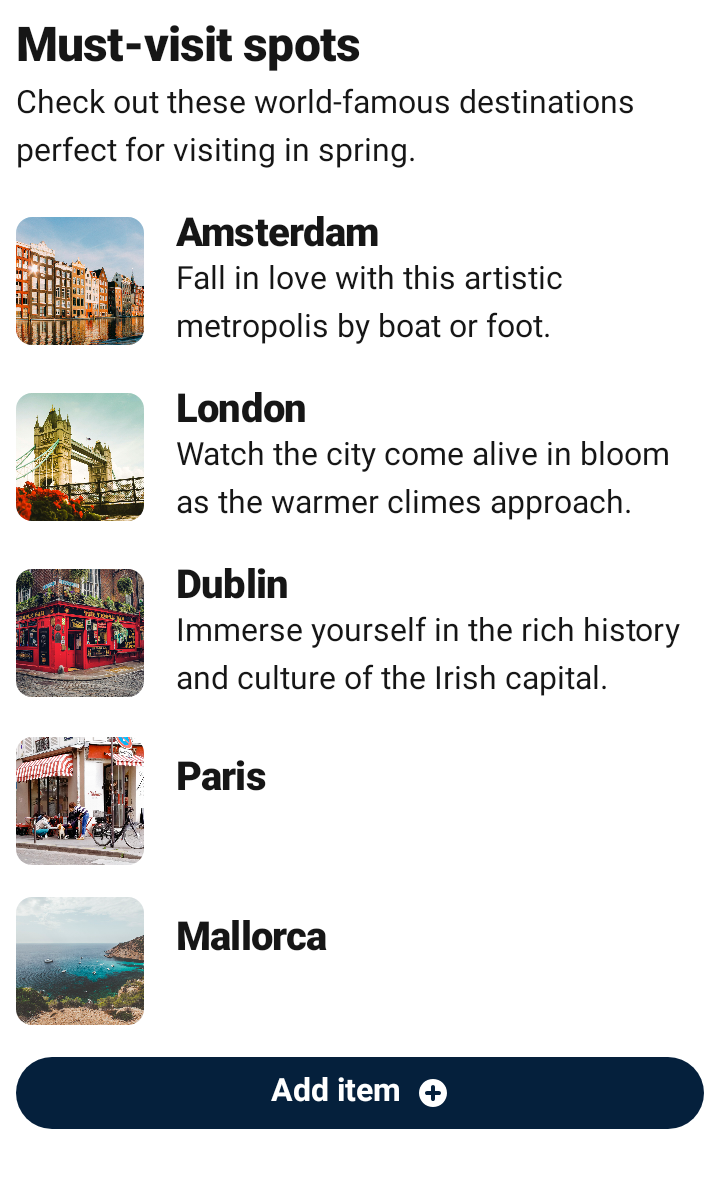 Must-visit spots
Check out these world-famous destinations
perfect for visiting in spring.
Amsterdam
Fall in love with this artistic
metropolis by boat or foot.
London
Watch the city come alive in bloom
as the warmer climes approach.
Dublin
Immerse yourself in the rich history
and culture of the Irish capital.
Paris
Mallorca
Add item